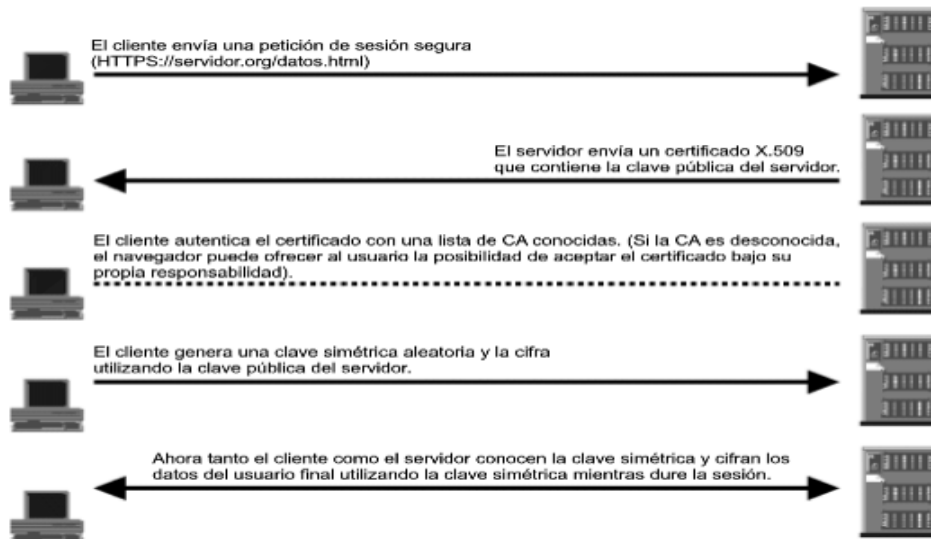 El cliente envía una petición de sesión segura
(HTTPS://servidor.org/datos.html)
El servidor envía un certificado X.509
que contiene la clave pública del servidor.
El cliente autentica el certificado con una lista de CA conocidas. (Si la CA es desconocida,
el navegador puede ofrecer al usuario la posibilidad de aceptar el certificado bajo su
propia responsabilidad).
El cliente genera una clave simétrica aleatoria y la cifra
utilizando la clave pública del servidor.
Ahora tanto el cliente como el servidor conocen la clave simétrica y cifran los
datos del usuario final utilizando la clave simétrica mientras dure la sesión.